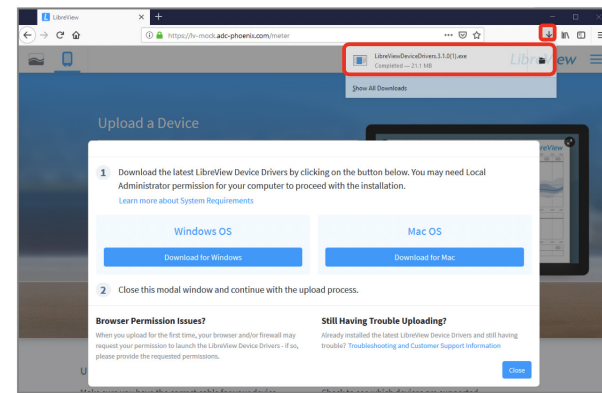 LibreView
https://lv-mock.adc-phoenix.com/meter
LibreViewDeviceDrivers.3.1.0(1).exe
Completed — 21.1 MB
Show All Downloads
Upload a Device
1 Download the latest LibreView Device Drivers by clicking on the button below. You may need Local
Administrator permission for your computer to proceed with the installation.
Learn more about System Requirements
Windows OS
Mac OS
Download for Windows
Download for Mac
2 Close this modal window and continue with the upload process.
Browser Permission Issues?
When you upload for the first time, your browser and/or firewall may
request your permission to launch the LibreView Device Drivers - if so,
please provide the requested permissions.
Still Having Trouble Uploading?
Already installed the latest LibreView Device Drivers and still having
trouble? Troubleshooting and Customer Support Information
Close